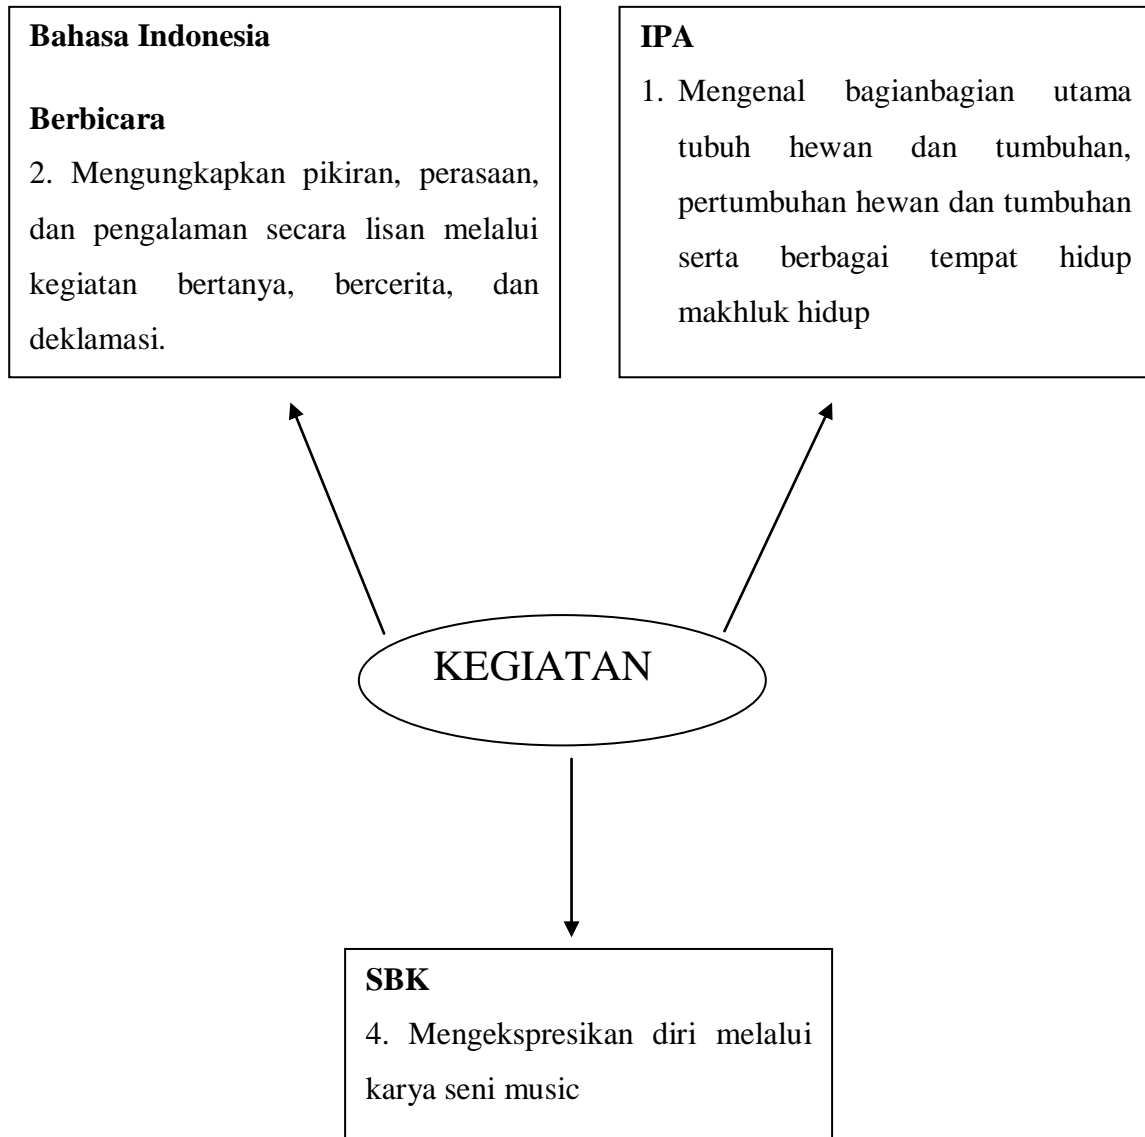 Bahasa Indonesia
Berbicara
2. Mengungkapkan pikiran, perasaan,
dan pengalaman secara lisan melalui
kegiatan bertanya, bercerita, dan
deklamasi.
IPA
1. Mengenal bagianbagian utama
tubuh hewan dan tumbuhan,
pertumbuhan hewan dan tumbuhan
serta berbagai tempat hidup
makhluk hidup
KEGIATAN
SBK
4. Mengekspresikan diri melalui
karya seni music